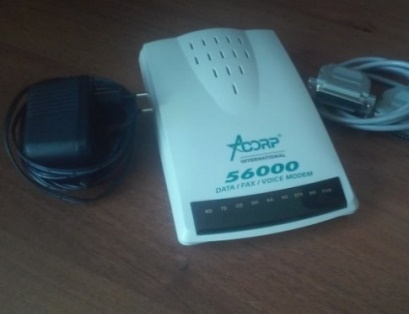 ACORP
INTERNATIONAL
56000
DATA / FAX / VOICE MODEM